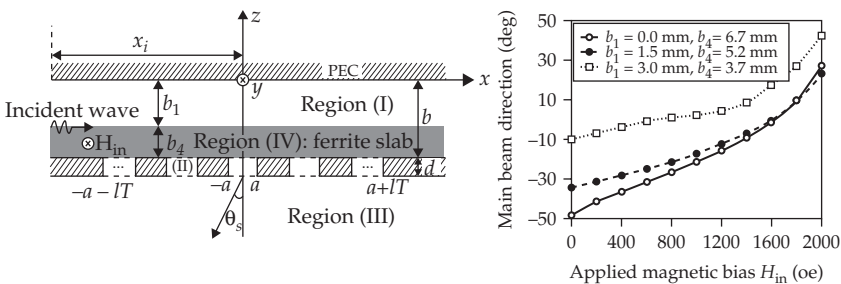 z
x_i
PEC
x
y
b_1
Region (I)
b
Incident wave
H_in
b_4
Region (IV): ferrite slab
...
(II)
...
d
−a − lT
−a
a
a+lT
θ_s
Region (III)
Main beam direction (deg)
50
30
10
−10
−30
−50
b_1 = 0.0 mm, b_4 = 6.7 mm
b_1 = 1.5 mm, b_4 = 5.2 mm
b_1 = 3.0 mm, b_4 = 3.7 mm
0 400 800 1200 1600 2000
Applied magnetic bias H_in (oe)